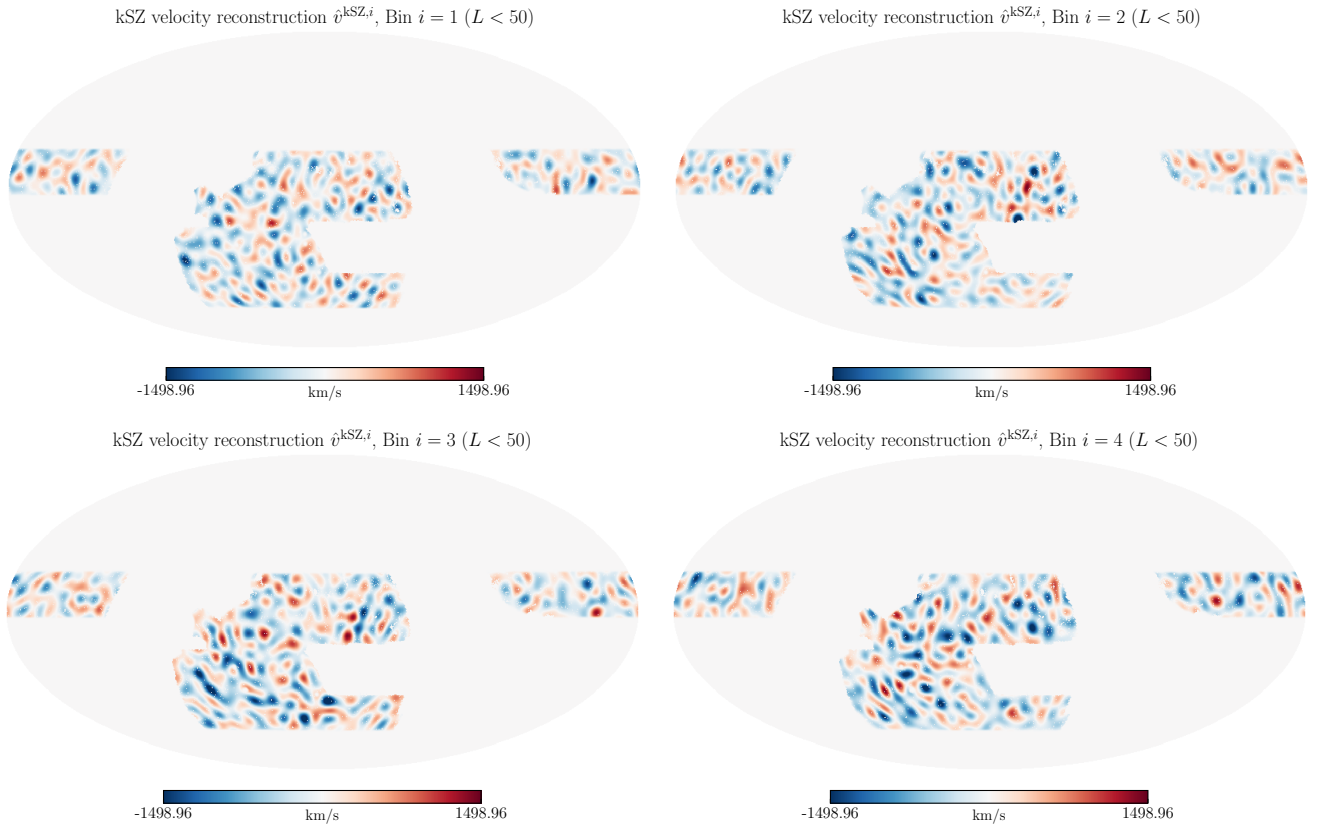 kSZ velocity reconstruction v̂^{kSZ,i}, Bin i = 1 (L < 50)
-1498.96 km/s 1498.96
kSZ velocity reconstruction v̂^{kSZ,i}, Bin i = 2 (L < 50)
-1498.96 km/s 1498.96
kSZ velocity reconstruction v̂^{kSZ,i}, Bin i = 3 (L < 50)
-1498.96 km/s 1498.96
kSZ velocity reconstruction v̂^{kSZ,i}, Bin i = 4 (L < 50)
-1498.96 km/s 1498.96